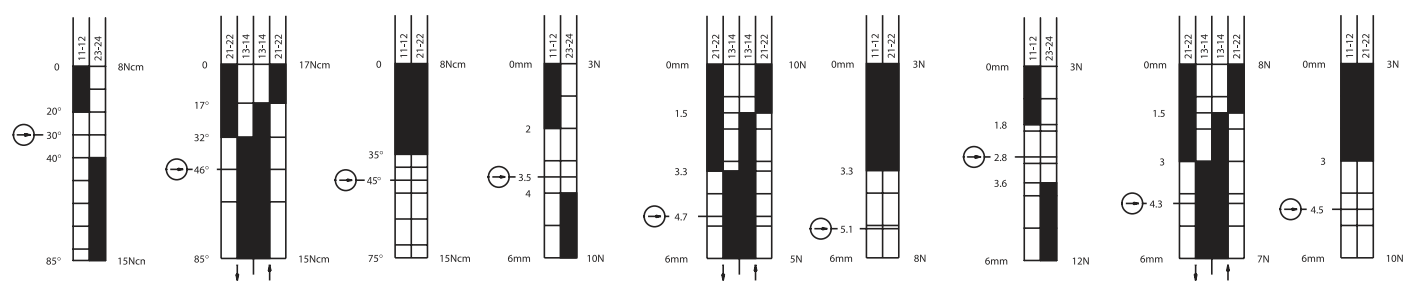 11-12 23-24
0 8Ncm
20°
30°
40°
85° 15Ncn
21-22 13-14 13-14 21-22
0 17Ncm
17°
32°
46°
85° 15Ncm
11-12 21-22
0 8Ncm
35°
45°
75° 15Ncm
11-12 23-24
0mm 3N
2
3.5
4
6mm 10N
21-22 13-14 13-14 21-22
0mm 10N
1.5
3.3
4.7
6mm 5N
11-12 21-22
0mm 3N
3.3
5.1
6mm 8N
11-12 23-24
0mm 3N
1.8
2.8
3.6
6mm 12N
21-22 13-14 13-14 21-22
0mm 8N
1.5
3
4.3
6mm 7N
11-12 21-22
0mm 3N
3
4.5
6mm 10N